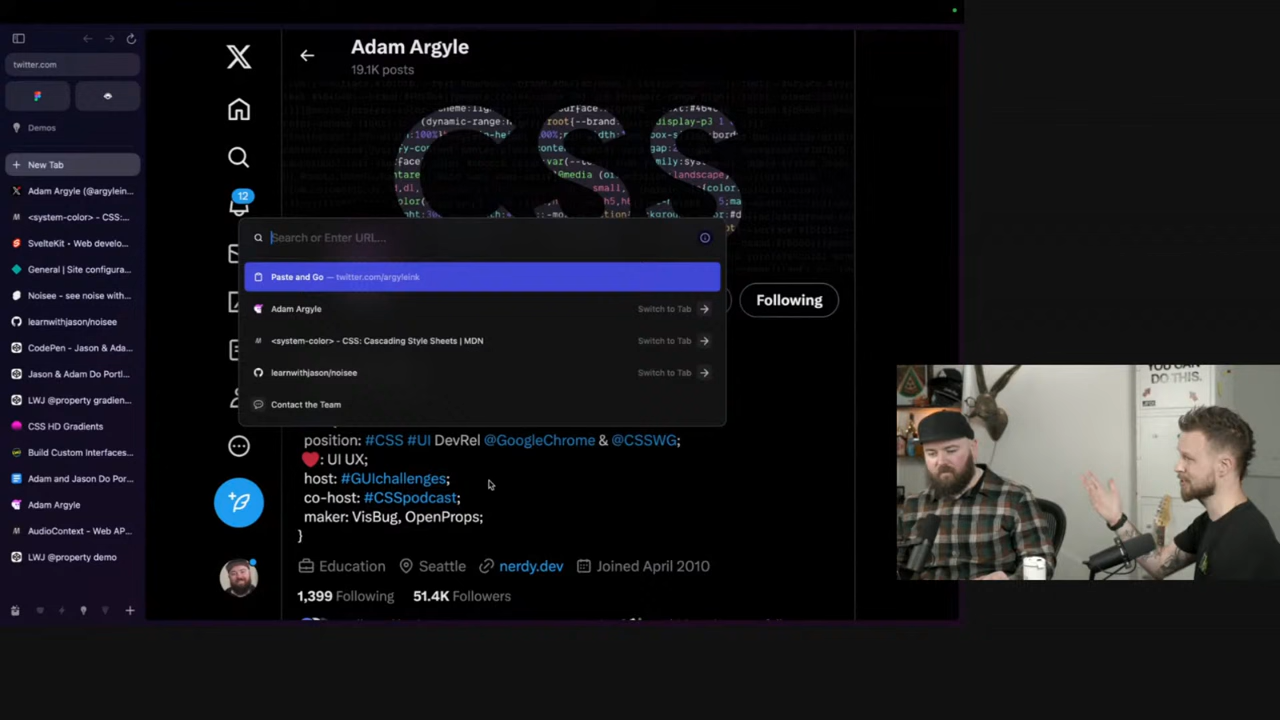 twitter.com
Demos
New Tab
Adam Argyle (@argylein...
<system-color> - CSS:...
SvelteKit - Web develo...
General | Site configura...
Noisee - see noise with...
learnwithjason/noisee
CodePen - Jason & Ada...
Jason & Adam Do Portl...
LWJ @property gradien...
CSS HD Gradients
Build Custom Interfaces...
Adam and Jason Do Por...
Adam Argyle
AudioContext - Web AP...
LWJ @property demo
X
12
Adam Argyle
19.1K posts
CSS
Following
Search or Enter URL...
Paste and Go — twitter.com/argyleink
Adam Argyle Switch to Tab
<system-color> - CSS: Cascading Style Sheets | MDN Switch to Tab
learnwithjason/noisee Switch to Tab
Contact the Team
position: #CSS #UI DevRel @GoogleChrome & @CSSWG;
❤️: UI UX;
host: #GUIchallenges;
co-host: #CSSpodcast;
maker: VisBug, OpenProps;
}
Education Seattle nerdy.dev Joined April 2010
1,399 Following 51.4K Followers
YOU CAN
DO THIS.